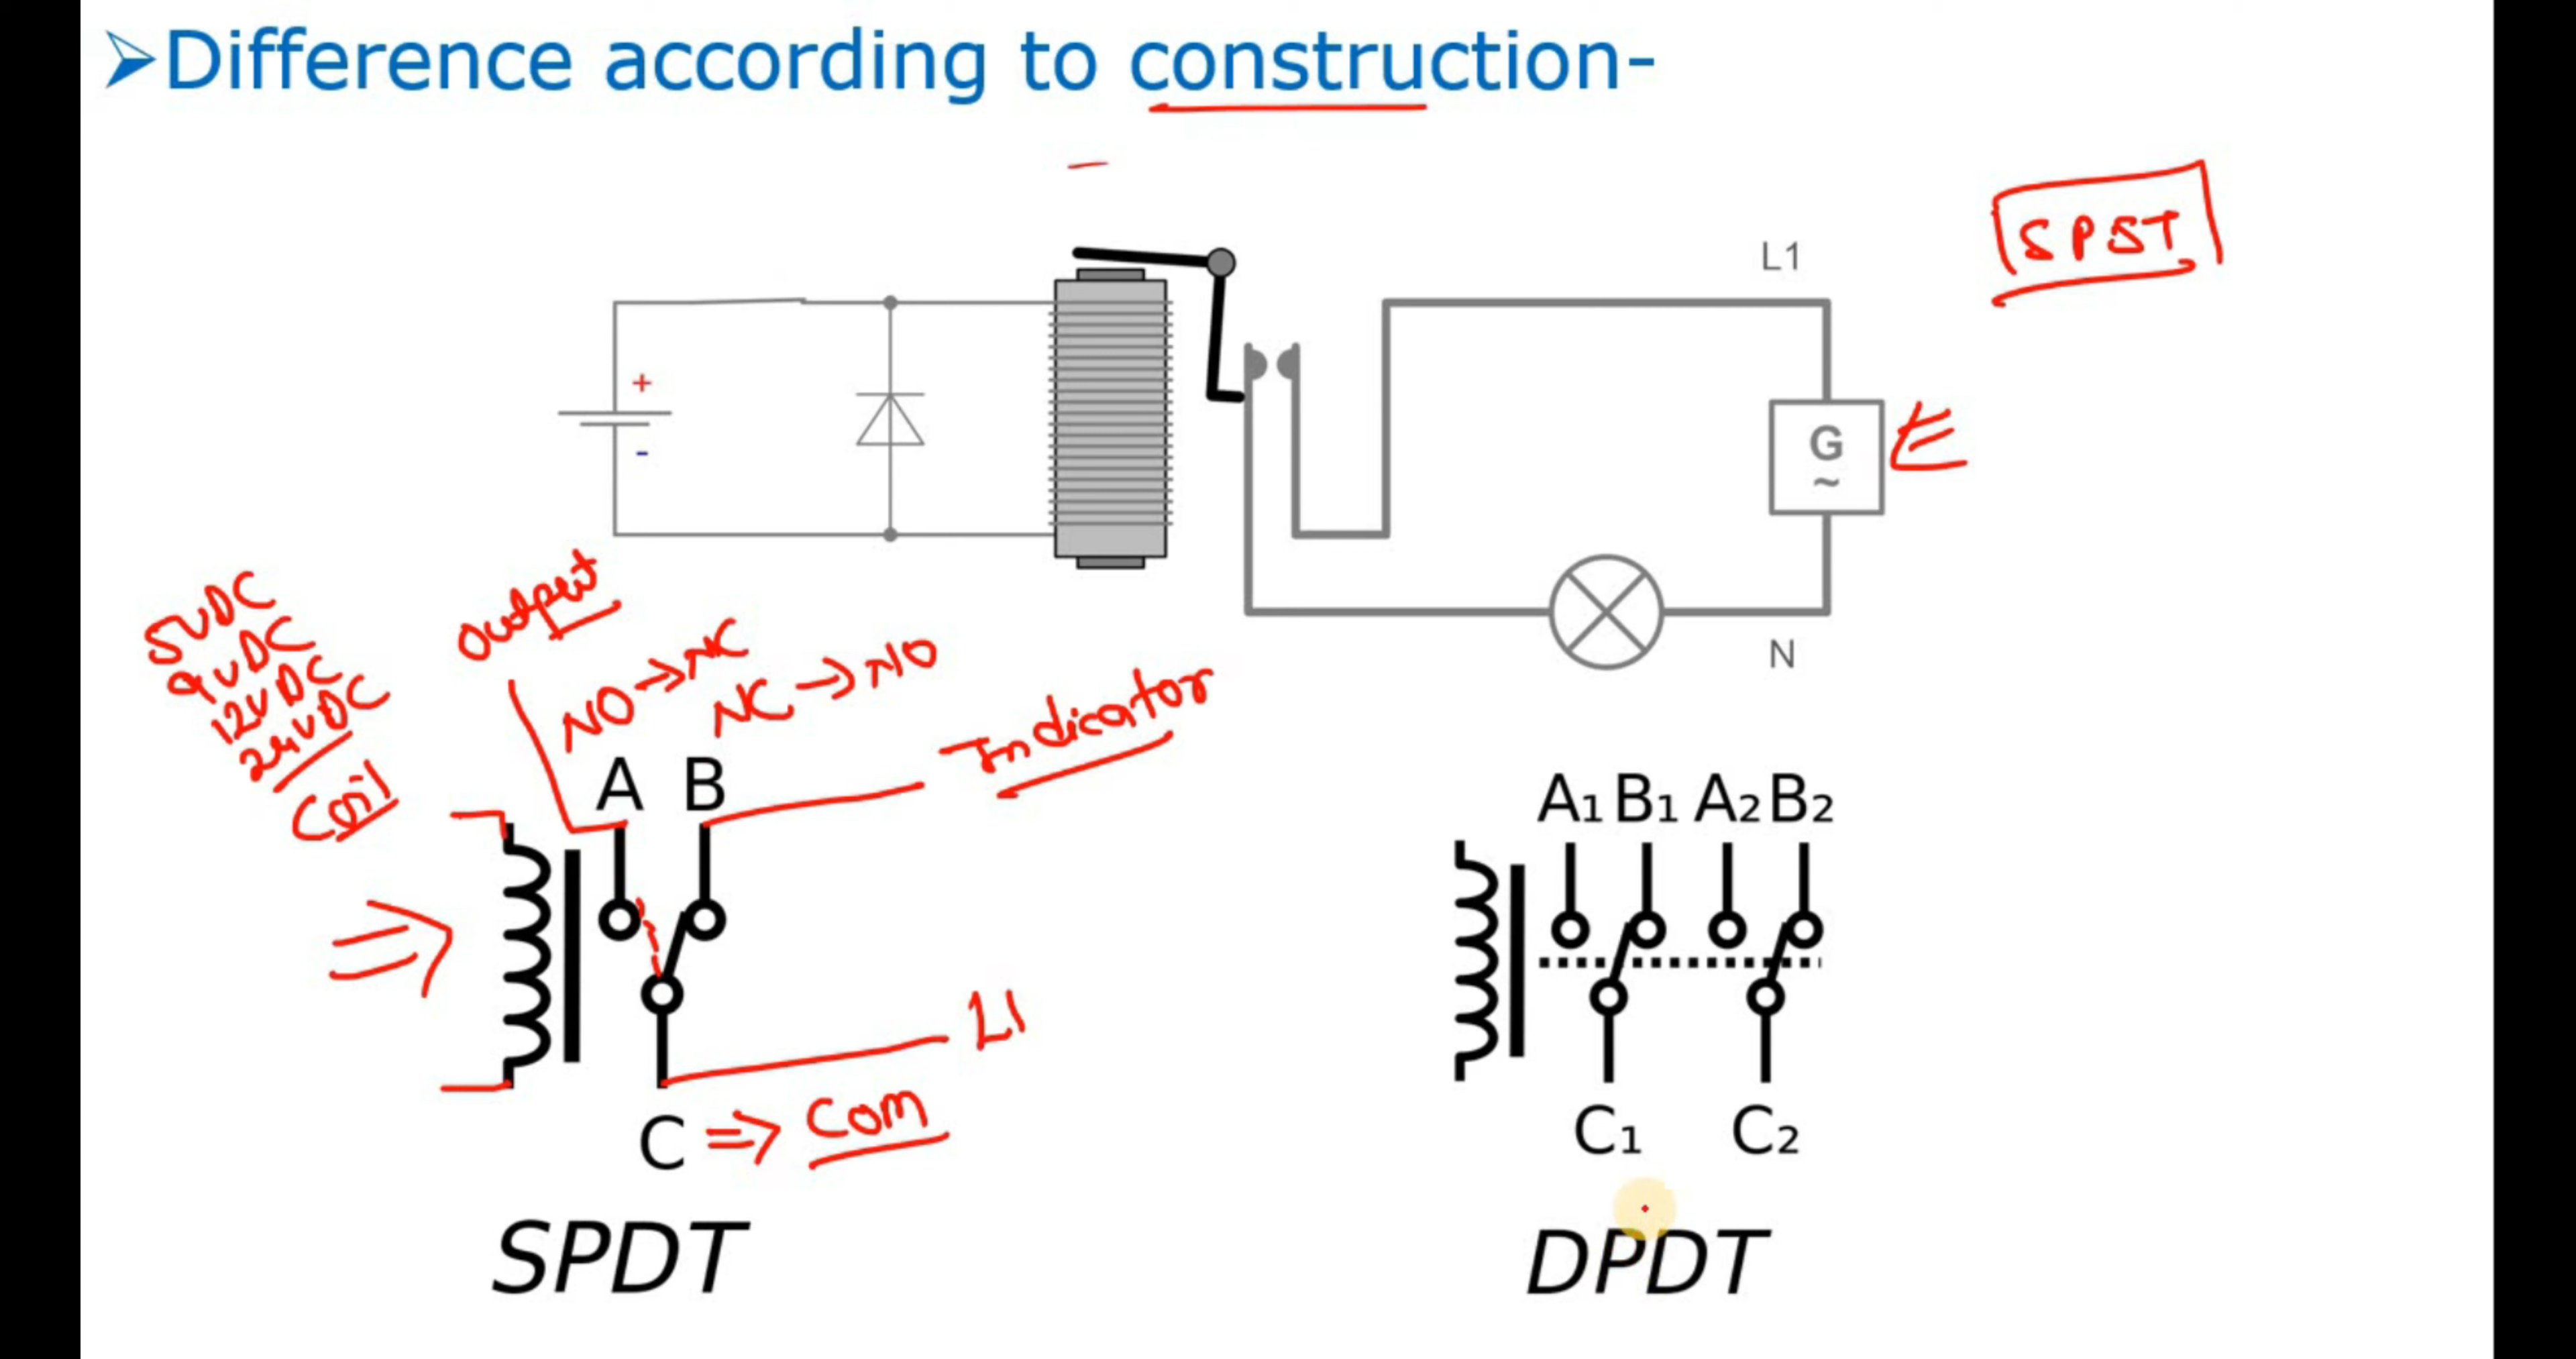 ➢Difference according to construction-
SPST
L1
+
-
G
~
N
5VDC
9VDC
12VDC
24VDC
Coil
Output
NO→NC
NC→NO
Indicator
A B
L1
C ⇒ Com
SPDT
A₁ B₁ A₂ B₂
C₁ C₂
DPDT